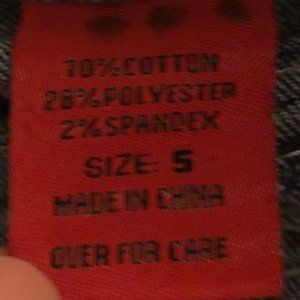 70%COTTON
28%POLYESTER
2%SPANDEX
SIZE: 5
MADE IN CHINA
OVER FOR CARE